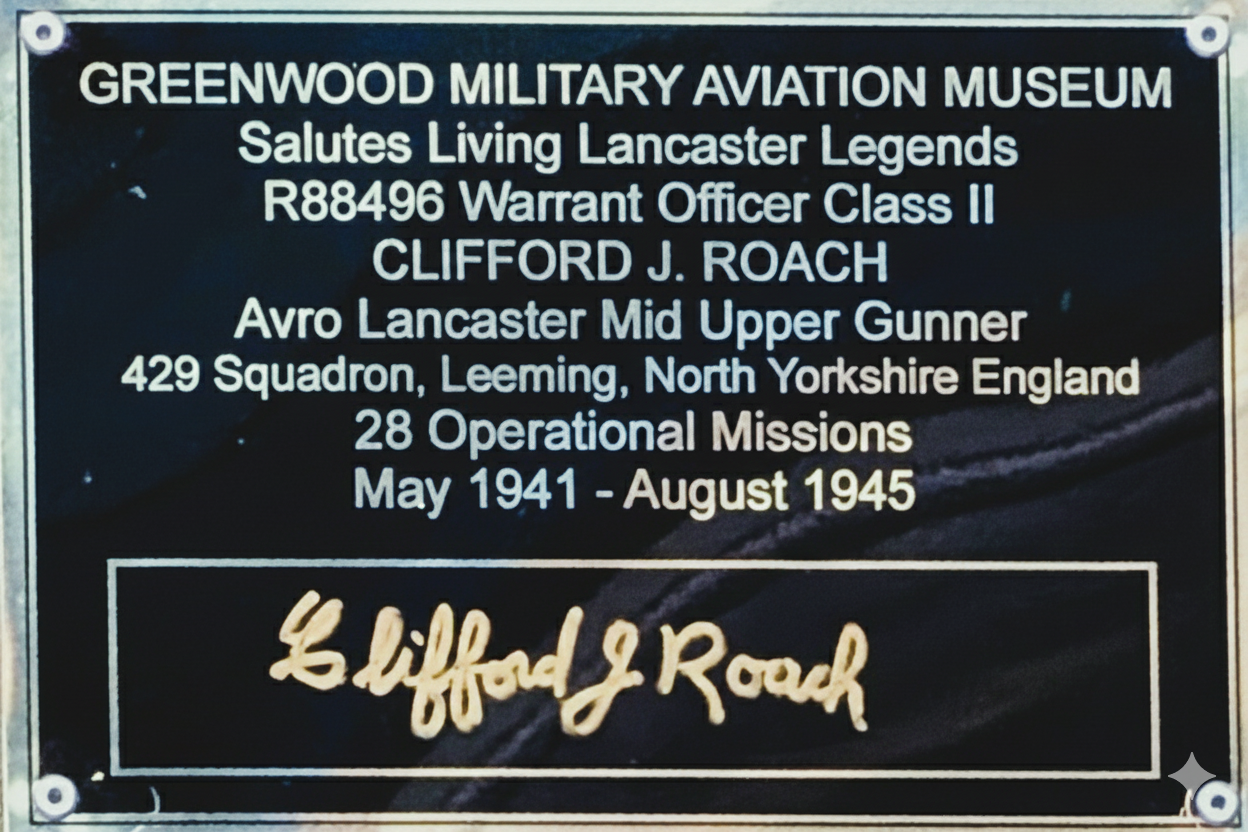 GREENWOOD MILITARY AVIATION MUSEUM
Salutes Living Lancaster Legends
R88496 Warrant Officer Class II
CLIFFORD J. ROACH
Avro Lancaster Mid Upper Gunner
429 Squadron, Leeming, North Yorkshire England
28 Operational Missions
May 1941 - August 1945
Clifford J Roach